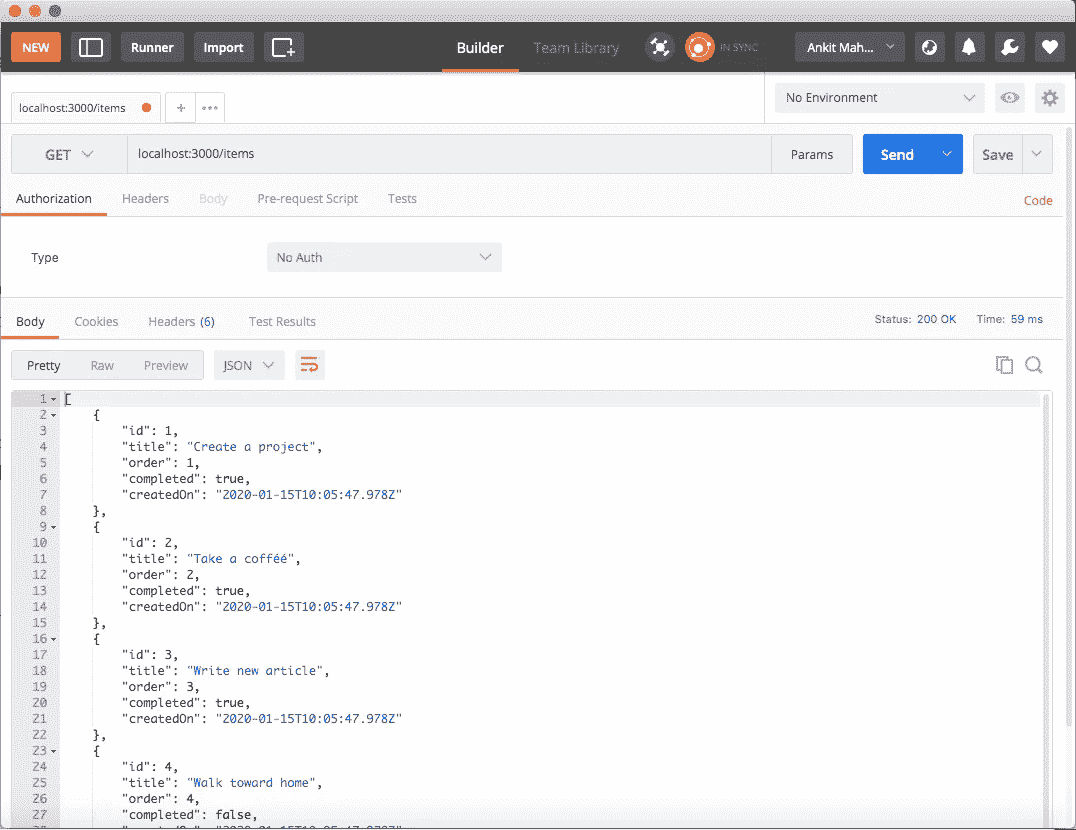 NEW Runner Import Builder Team Library IN SYNC Ankit Mah...
localhost:3000/items + ••• No Environment
GET localhost:3000/items Params Send Save
Authorization Headers Body Pre-request Script Tests Code
Type No Auth
Body Cookies Headers (6) Test Results Status: 200 OK Time: 59 ms
Pretty Raw Preview JSON
1 [
2 {
3 "id": 1,
4 "title": "Create a project",
5 "order": 1,
6 "completed": true,
7 "createdOn": "2020-01-15T10:05:47.978Z"
8 },
9 {
10 "id": 2,
11 "title": "Take a cofféé",
12 "order": 2,
13 "completed": true,
14 "createdOn": "2020-01-15T10:05:47.978Z"
15 },
16 {
17 "id": 3,
18 "title": "Write new article",
19 "order": 3,
20 "completed": true,
21 "createdOn": "2020-01-15T10:05:47.978Z"
22 },
23 {
24 "id": 4,
25 "title": "Walk toward home",
26 "order": 4,
27 "completed": false,